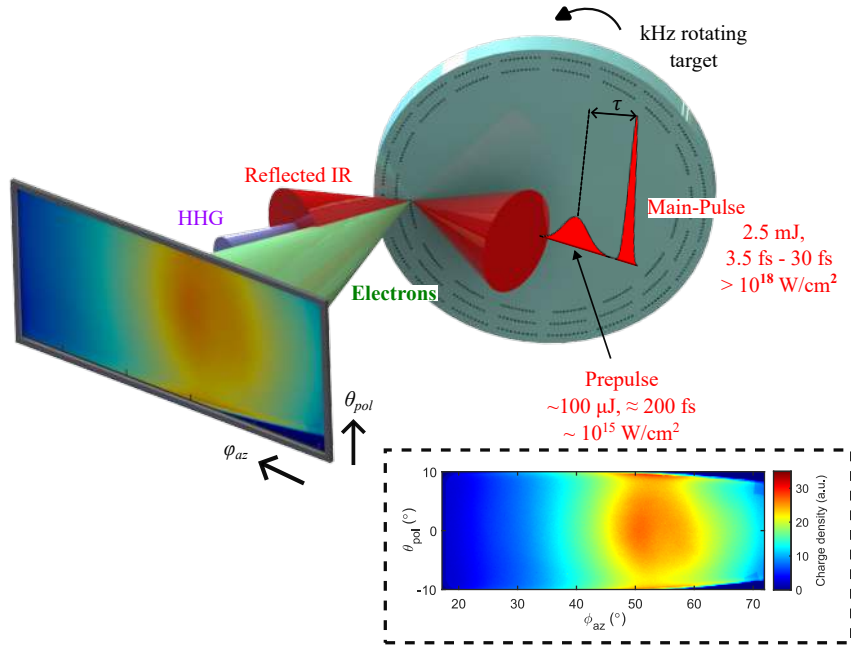 kHz rotating
target
τ
Reflected IR
HHG
Main-Pulse
2.5 mJ,
3.5 fs - 30 fs
> 10¹⁸ W/cm²
Electrons
Prepulse
~100 μJ, ≈ 200 fs
~ 10¹⁵ W/cm²
θpol
φaz
10
0
-10
θpol (°)
20 30 40 50 60 70
ϕaz (°)
30
20
10
0
Charge density (a.u.)